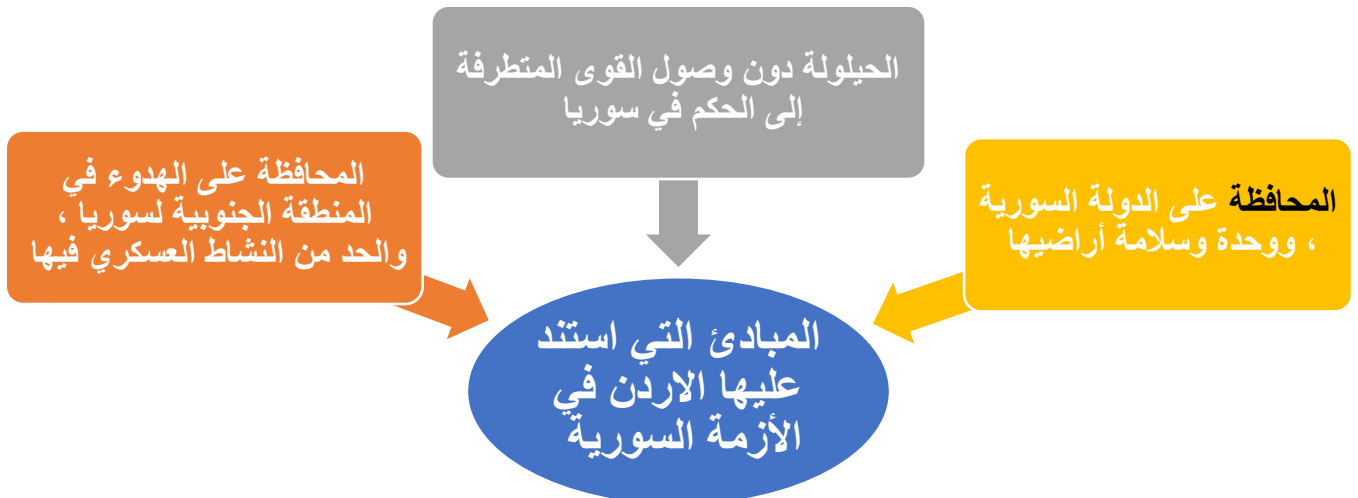 الحيلولة دون وصول القوى المتطرفة
إلى الحكم في سوريا
المحافظة على الدولة السورية
، ووحدة وسلامة أراضيها
المحافظة على الهدوء في
المنطقة الجنوبية لسوريا ،
والحد من النشاط العسكري فيها
المبادئ التي استند
عليها الاردن في
الأزمة السورية